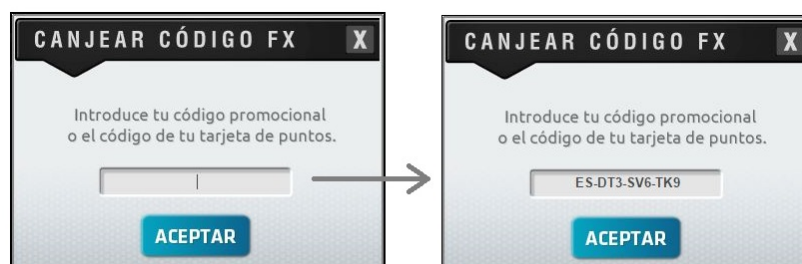 CANJEAR CÓDIGO FX X
Introduce tu código promocional
o el código de tu tarjeta de puntos.
ACEPTAR
CANJEAR CÓDIGO FX X
Introduce tu código promocional
o el código de tu tarjeta de puntos.
ES-DT3-SV6-TK9
ACEPTAR